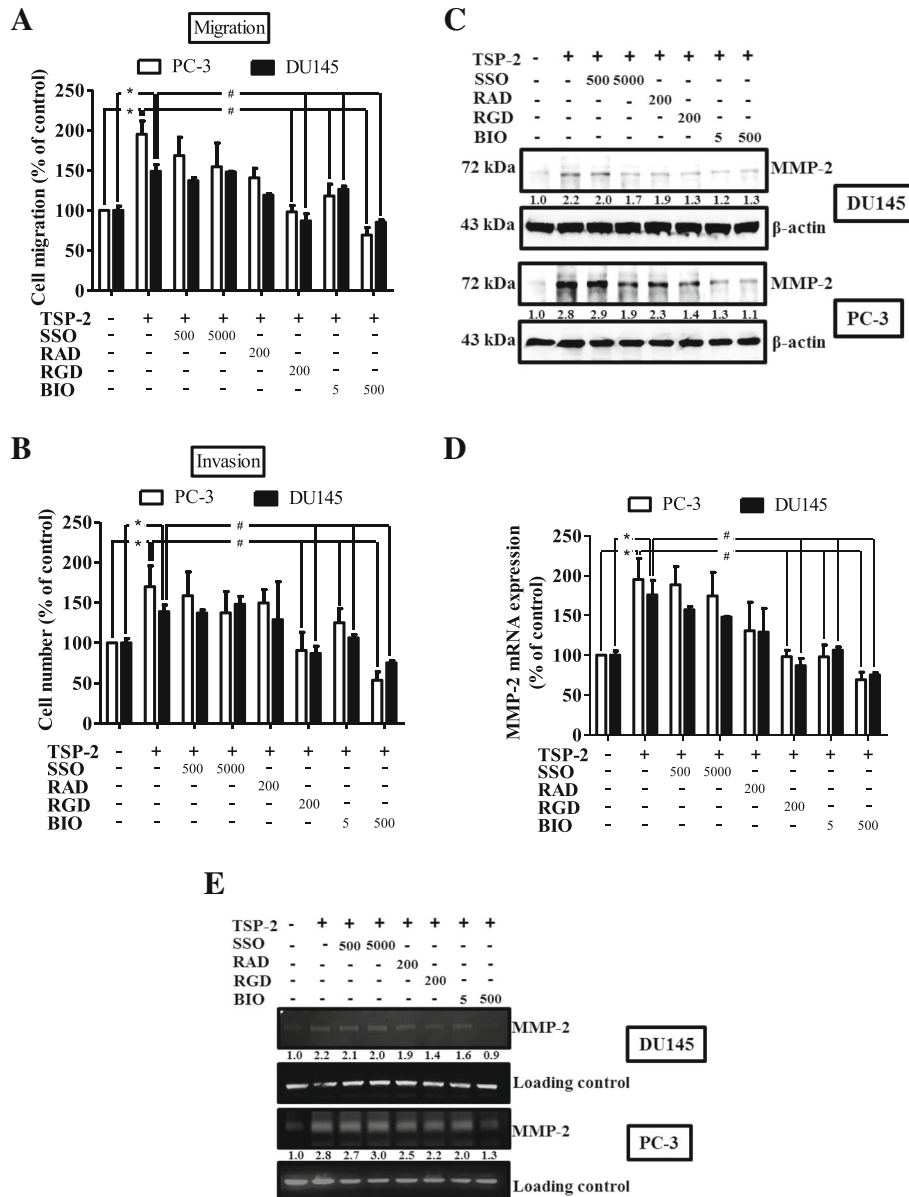 A
Migration
PC-3 DU145
Cell migration (% of control)
250
200
150
100
50
0
* #
* #
TSP-2 - + + + + + + +
SSO - - 500 5000 - - - -
RAD - - - - 200 - - -
RGD - - - - - 200 - -
BIO - - - - - - 5 500
B
Invasion
PC-3 DU145
Cell number (% of control)
250
200
150
100
50
0
* #
* #
TSP-2 - + + + + + + +
SSO - - 500 5000 - - - -
RAD - - - - 200 - - -
RGD - - - - - 200 - -
BIO - - - - - - 5 500
C
TSP-2 - + + + + + + +
SSO - - 500 5000 - - - -
RAD - - - - 200 - - -
RGD - - - - - 200 - -
BIO - - - - - - 5 500
72 kDa MMP-2
1.0 2.2 2.0 1.7 1.9 1.3 1.2 1.3
DU145
43 kDa β-actin
72 kDa MMP-2
1.0 2.8 2.9 1.9 2.3 1.4 1.3 1.1
PC-3
43 kDa β-actin
D
PC-3 DU145
MMP-2 mRNA expression
(% of control)
250
200
150
100
50
0
* #
* #
TSP-2 - + + + + + + +
SSO - - 500 5000 - - - -
RAD - - - - 200 - - -
RGD - - - - - 200 - -
BIO - - - - - - 5 500
E
TSP-2 - + + + + + + +
SSO - - 500 5000 - - - -
RAD - - - - 200 - - -
RGD - - - - - 200 - -
BIO - - - - - - 5 500
MMP-2
1.0 2.2 2.1 2.0 1.9 1.4 1.6 0.9
DU145
Loading control
MMP-2
1.0 2.8 2.7 3.0 2.5 2.2 2.0 1.3
PC-3
Loading control